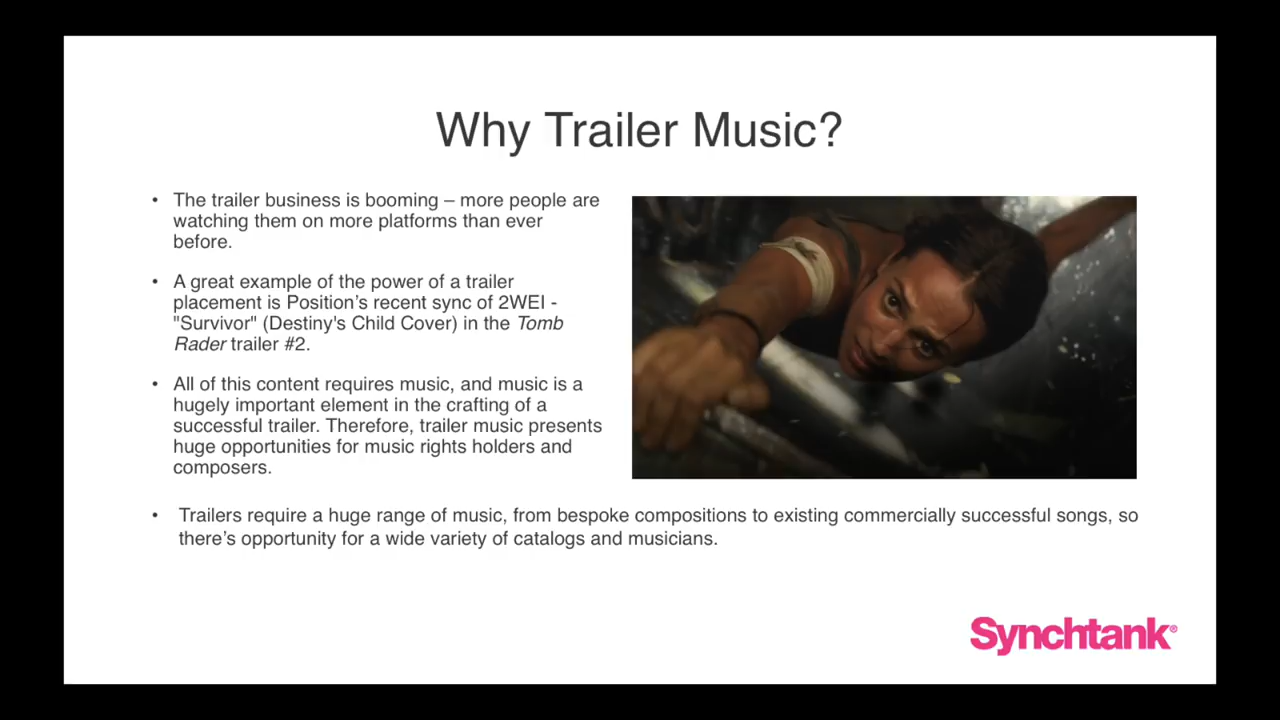 Why Trailer Music?
• The trailer business is booming – more people are
watching them on more platforms than ever
before.
• A great example of the power of a trailer
placement is Position’s recent sync of 2WEI -
"Survivor" (Destiny's Child Cover) in the Tomb
Rader trailer #2.
• All of this content requires music, and music is a
hugely important element in the crafting of a
successful trailer. Therefore, trailer music presents
huge opportunities for music rights holders and
composers.
• Trailers require a huge range of music, from bespoke compositions to existing commercially successful songs, so
there’s opportunity for a wide variety of catalogs and musicians.
Synchtank®